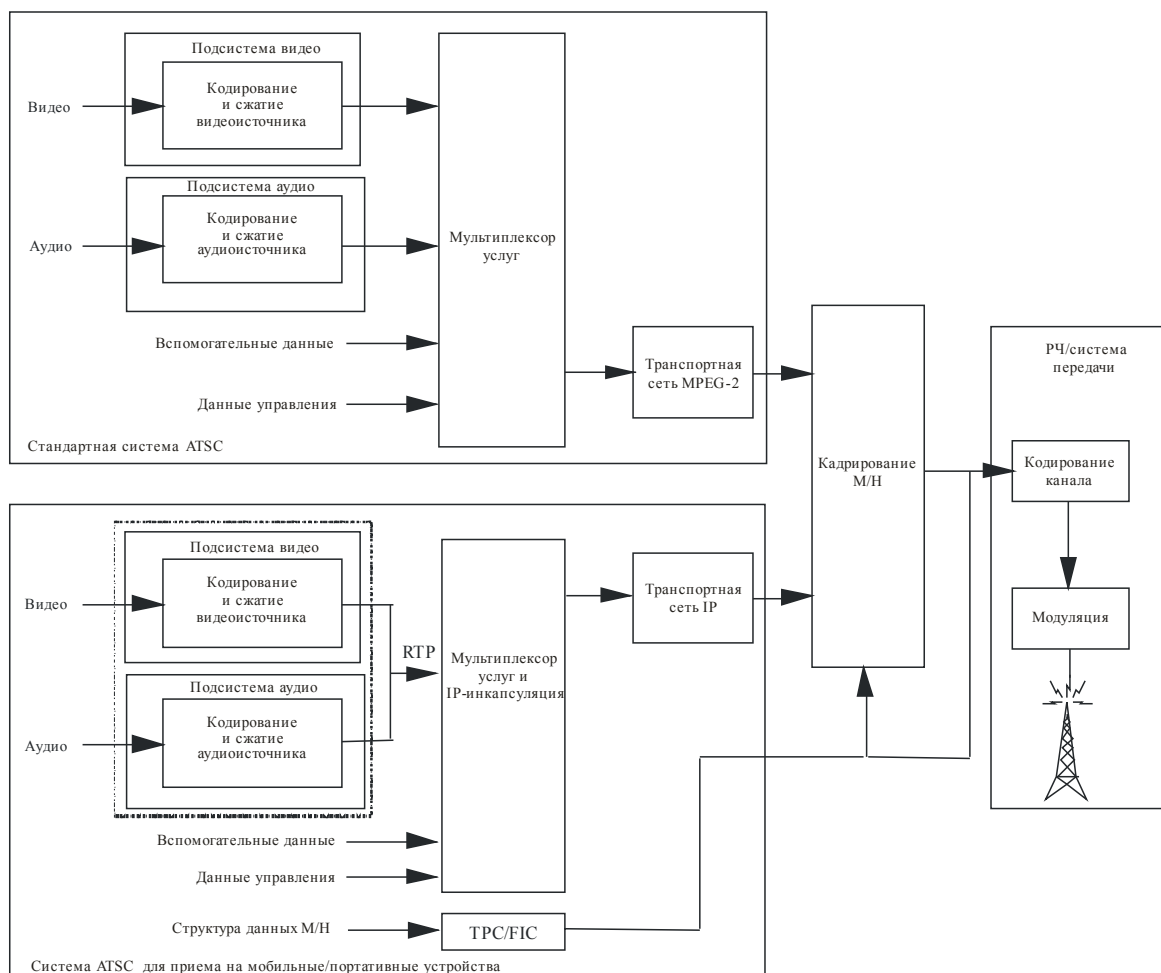 Подсистема видео
Видео
Кодирование
и сжатие
видеоисточника
Подсистема аудио
Аудио
Кодирование
и сжатие
аудиоисточника
Мультиплексор
услуг
Вспомогательные данные
Данные управления
Транспортная
сеть MPEG-2
Стандартная система ATSC
Кадрирование
M/H
РЧ/система
передачи
Кодирование
канала
Модуляция
Подсистема видео
Видео
Кодирование
и сжатие
видеоисточника
RTP
Подсистема аудио
Аудио
Кодирование
и сжатие
аудиоисточника
Мультиплексор
услуг и
IP-инкапсуляция
Транспортная
сеть IP
Вспомогательные данные
Данные управления
Структура данных M/H
TPC/FIC
Система ATSC для приема на мобильные/портативные устройства